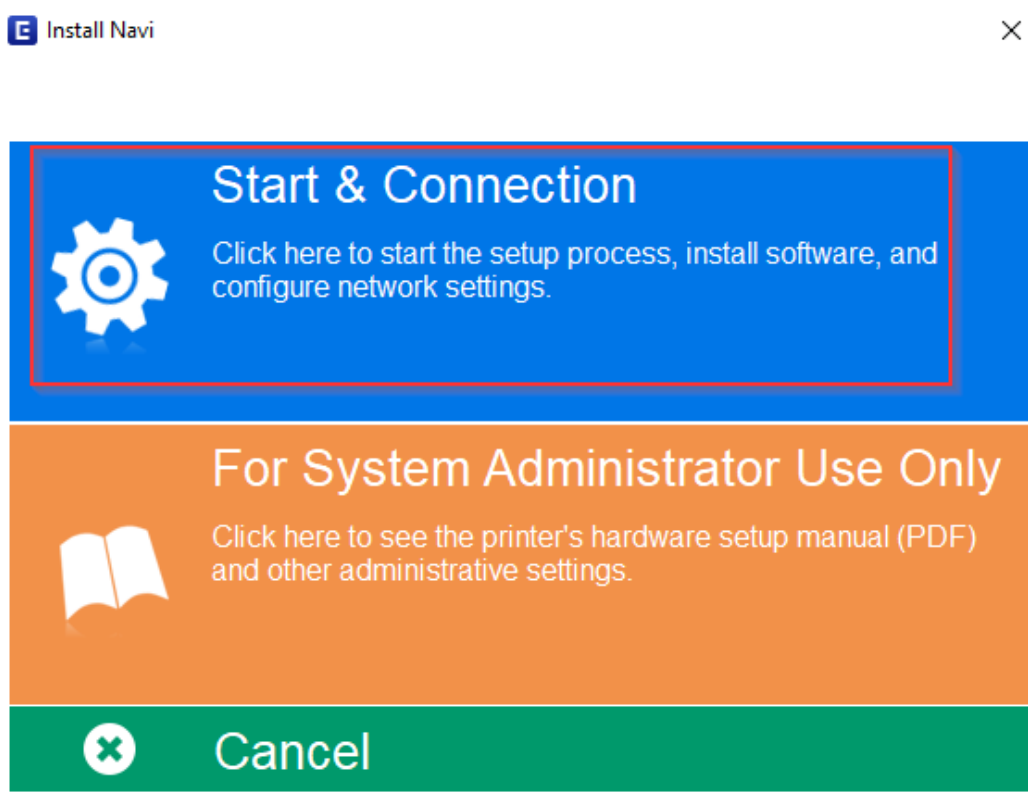 E Install Navi
Start & Connection
Click here to start the setup process, install software, and
configure network settings.
For System Administrator Use Only
Click here to see the printer's hardware setup manual (PDF)
and other administrative settings.
Cancel